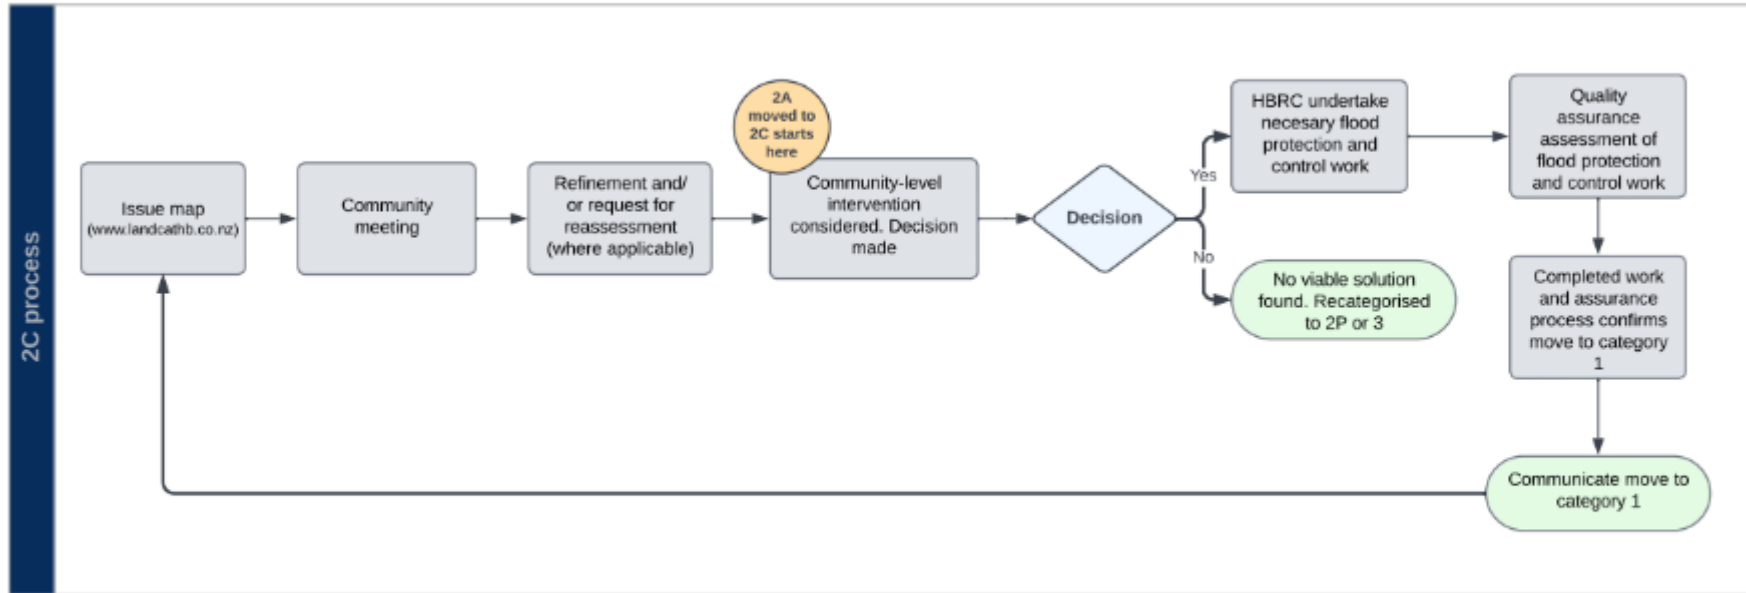 2C process
Issue map
(www.landcathb.co.nz)
Community
meeting
Refinement and/
or request for
reassessment
(where applicable)
2A
moved to
2C starts
here
Community-level
intervention
considered. Decision
made
Decision
Yes
No
HBRC undertake
necesary flood
protection and
control work
Quality
assurance
assessment of
flood protection
and control work
No viable solution
found. Recategorised
to 2P or 3
Completed work
and assurance
process confirms
move to category
1
Communicate move to
category 1